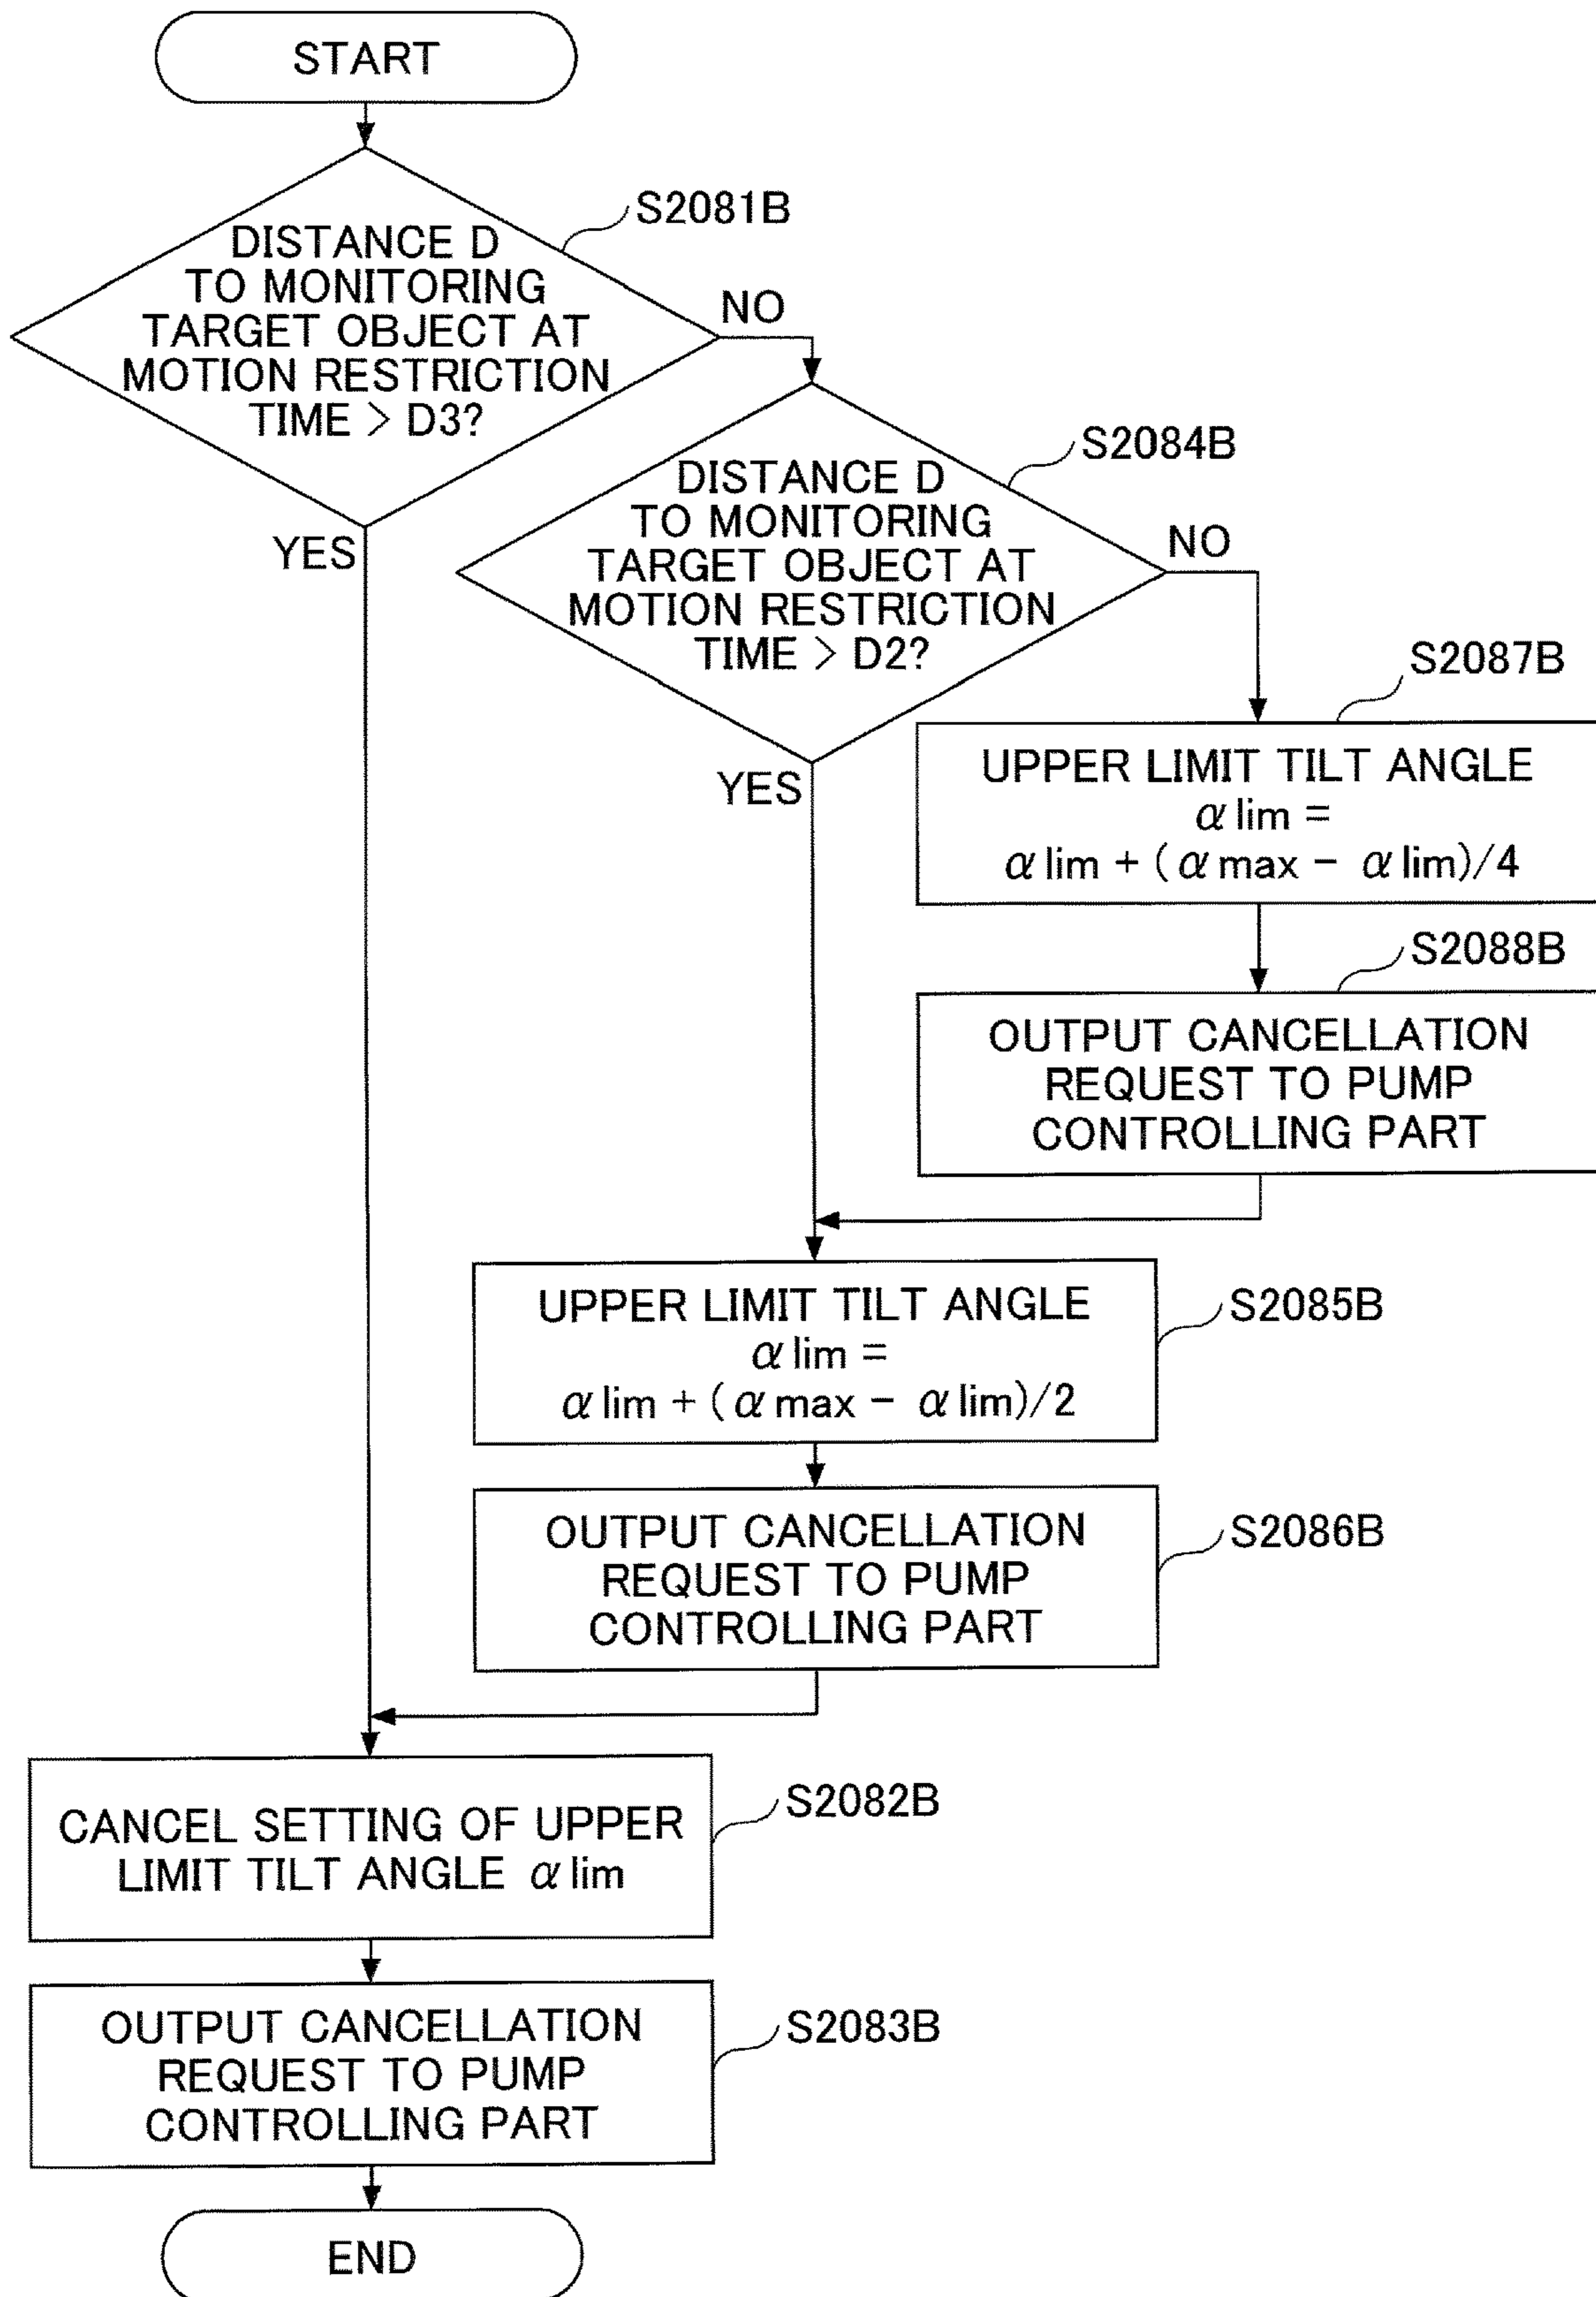 START
S2081B
DISTANCE D
TO MONITORING
TARGET OBJECT AT
MOTION RESTRICTION
TIME > D3?
NO
YES
S2084B
DISTANCE D
TO MONITORING
TARGET OBJECT AT
MOTION RESTRICTION
TIME > D2?
NO
YES
S2087B
UPPER LIMIT TILT ANGLE
α lim =
α lim + (α max - α lim)/4
S2088B
OUTPUT CANCELLATION
REQUEST TO PUMP
CONTROLLING PART
UPPER LIMIT TILT ANGLE
α lim =
α lim + (α max - α lim)/2
S2085B
OUTPUT CANCELLATION
REQUEST TO PUMP
CONTROLLING PART
S2086B
CANCEL SETTING OF UPPER
LIMIT TILT ANGLE α lim
S2082B
OUTPUT CANCELLATION
REQUEST TO PUMP
CONTROLLING PART
S2083B
END